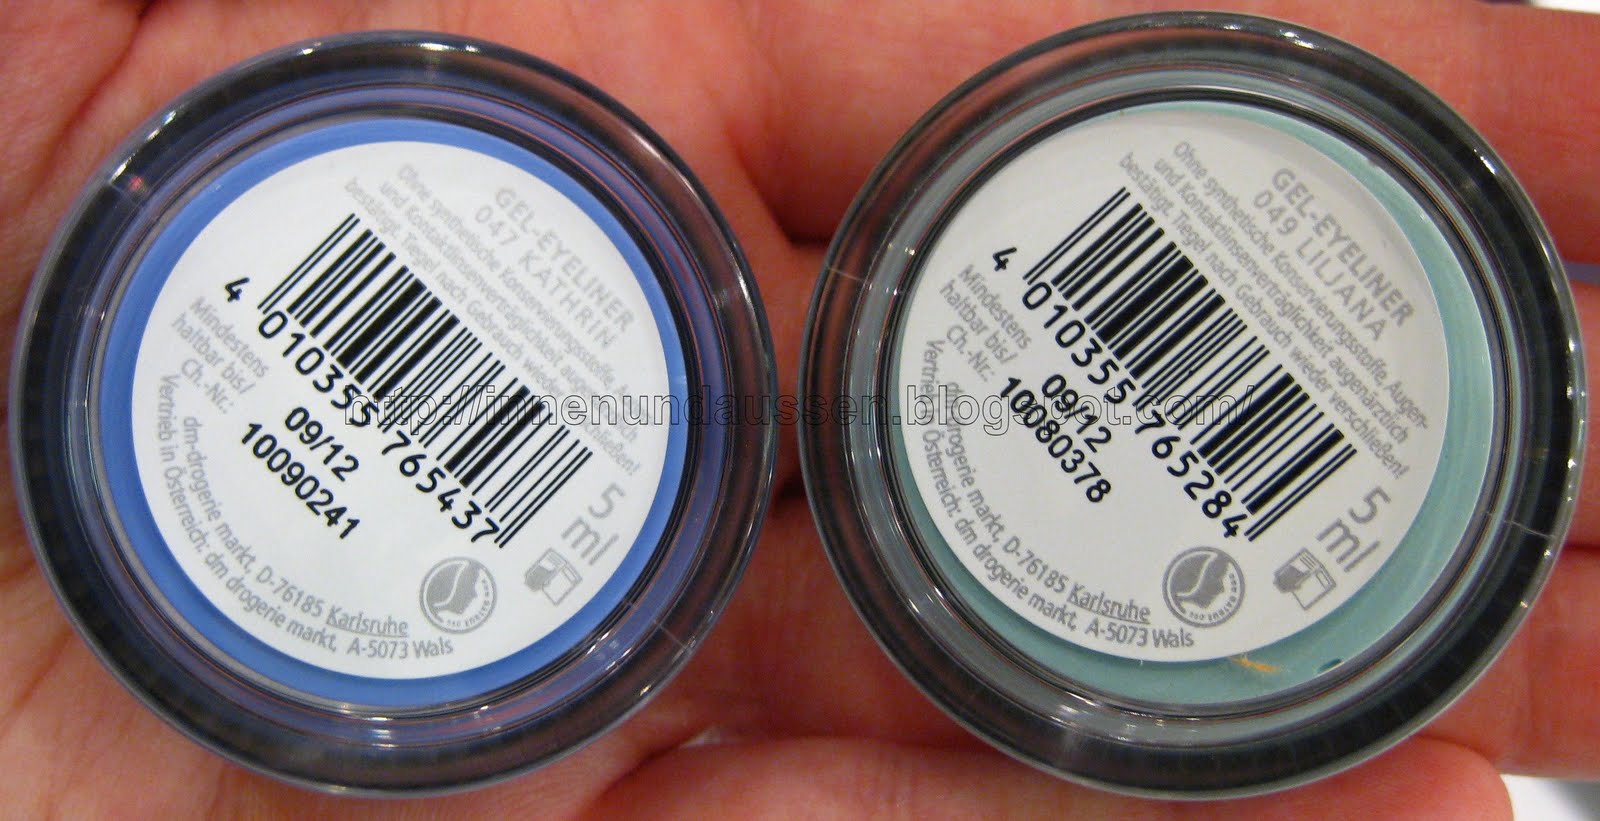 GEL-EYELINER
047 KATHRIN
Ohne synthetische Konservierungsstoffe, Augen-
und Kontaktlinsenverträglichkeit augenärztlich
bestätigt. Tiegel nach Gebrauch wieder verschließen!
4 010355 765437
5 ml
Mindestens
haltbar bis/
Ch.-Nr.:
09/12
10090241
dm-drogerie markt, D-76185 Karlsruhe
Vertrieb in Österreich: dm drogerie markt, A-5073 Wals
GEL-EYELINER
049 LILJANA
Ohne synthetische Konservierungsstoffe, Augen-
und Kontaktlinsenverträglichkeit augenärztlich
bestätigt. Tiegel nach Gebrauch wieder verschließen!
4 010355 765284
5 ml
Mindestens
haltbar bis/
Ch.-Nr.:
09/12
10080378
dm-drogerie markt, D-76185 Karlsruhe
Vertrieb in Österreich: dm drogerie markt, A-5073 Wals
http://innenundaussen.blogspot.com/